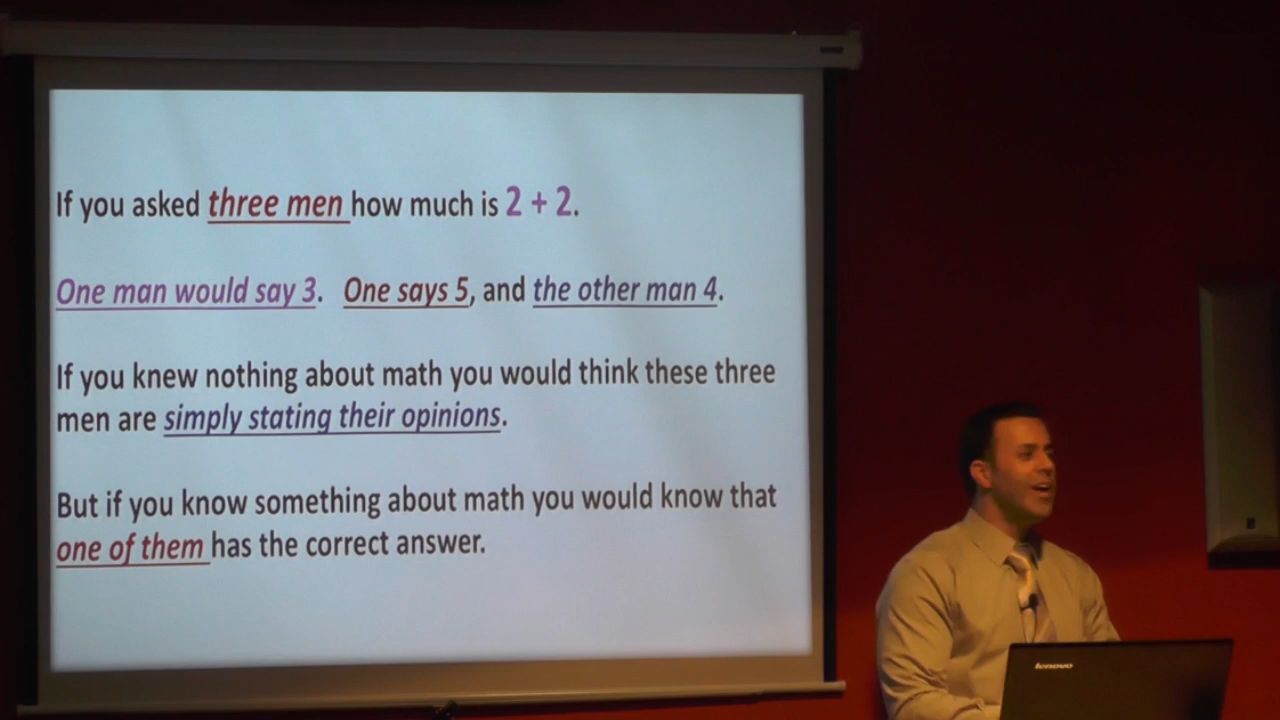 If you asked three men how much is 2 + 2.
One man would say 3. One says 5, and the other man 4.
If you knew nothing about math you would think these three
men are simply stating their opinions.
But if you know something about math you would know that
one of them has the correct answer.
lenovo